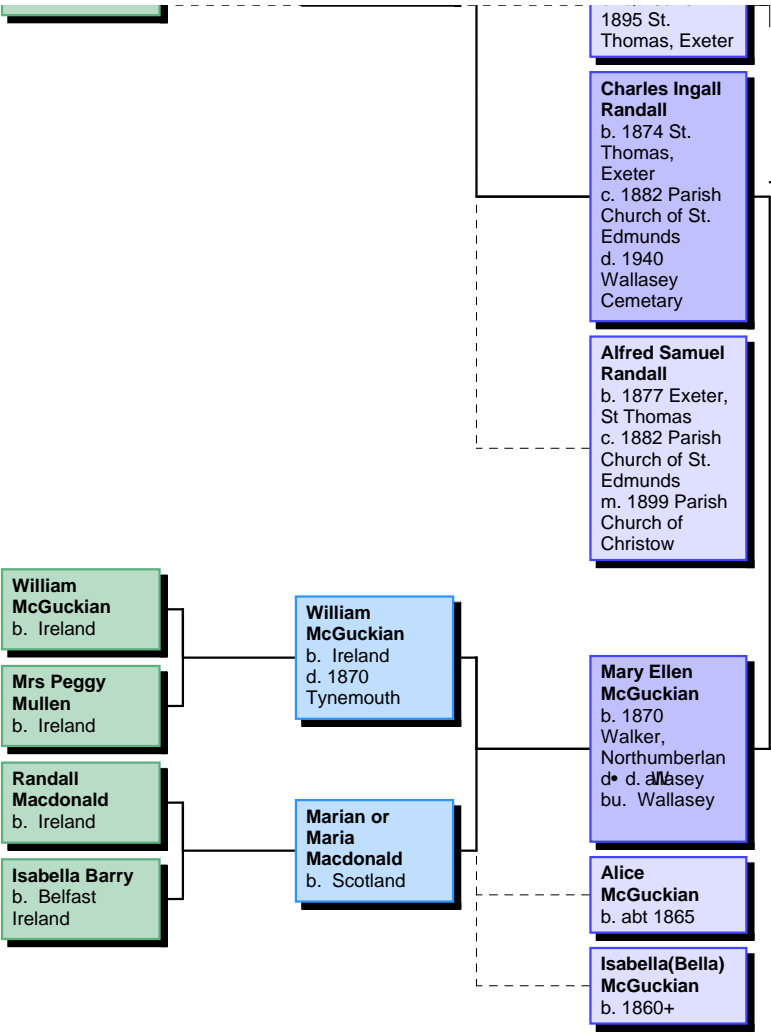 1895 St.
Thomas, Exeter
Charles Ingall
Randall
b. 1874 St.
Thomas,
Exeter
c. 1882 Parish
Church of St.
Edmunds
d. 1940
Wallasey
Cemetary
Alfred Samuel
Randall
b. 1877 Exeter,
St Thomas
c. 1882 Parish
Church of St.
Edmunds
m. 1899 Parish
Church of
Christow
William
McGuckian
b. Ireland
Mrs Peggy
Mullen
b. Ireland
Randall
Macdonald
b. Ireland
Isabella Barry
b. Belfast
Ireland
William
McGuckian
b. Ireland
d. 1870
Tynemouth
Marian or
Maria
Macdonald
b. Scotland
Mary Ellen
McGuckian
b. 1870
Walker,
Northumberlan
d• d.
bu. Wallasey
Alice
McGuckian
b. abt 1865
Isabella(Bella)
McGuckian
b. 1860+